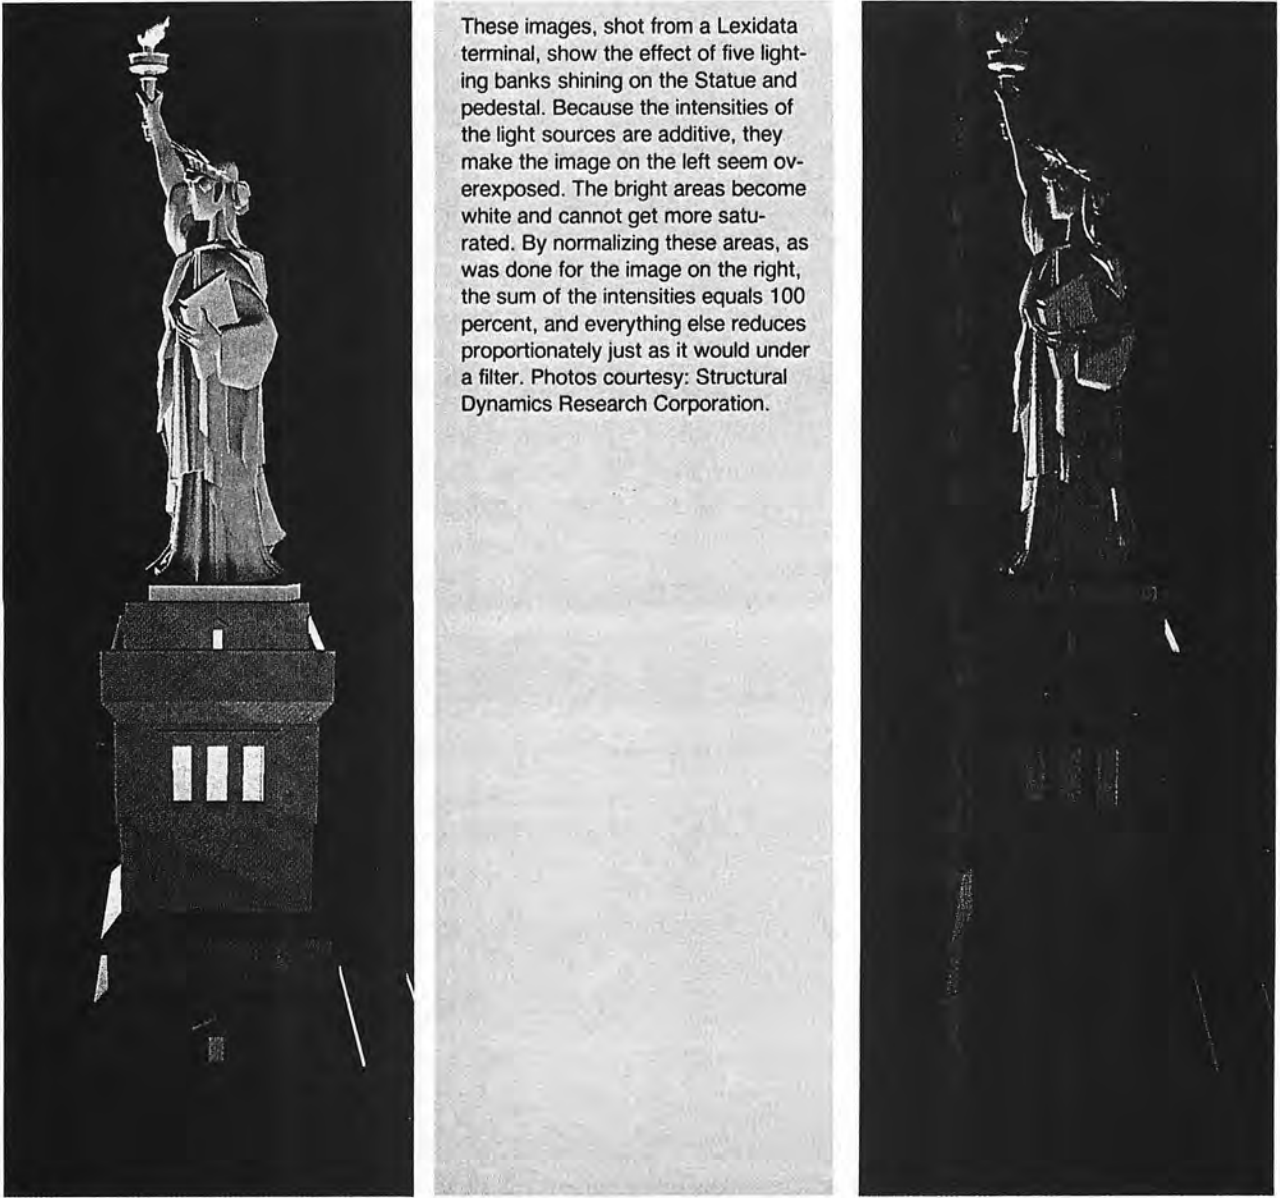 These images, shot from a Lexidata
terminal, show the effect of five light-
ing banks shining on the Statue and
pedestal. Because the intensities of
the light sources are additive, they
make the image on the left seem ov-
erexposed. The bright areas become
white and cannot get more satu-
rated. By normalizing these areas, as
was done for the image on the right,
the sum of the intensities equals 100
percent, and everything else reduces
proportionately just as it would under
a filter. Photos courtesy: Structural
Dynamics Research Corporation.